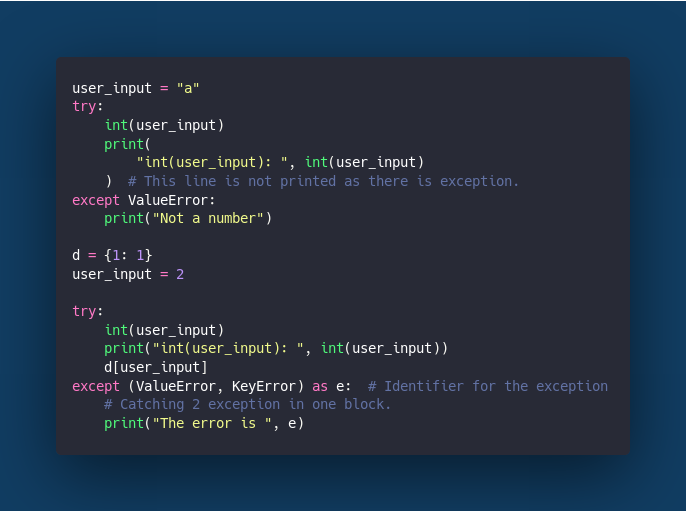 user_input = "a"
try:
    int(user_input)
    print(
        "int(user_input): ", int(user_input)
    )  # This line is not printed as there is exception.
except ValueError:
    print("Not a number")

d = {1: 1}
user_input = 2

try:
    int(user_input)
    print("int(user_input): ", int(user_input))
    d[user_input]
except (ValueError, KeyError) as e:  # Identifier for the exception
    # Catching 2 exception in one block.
    print("The error is ", e)